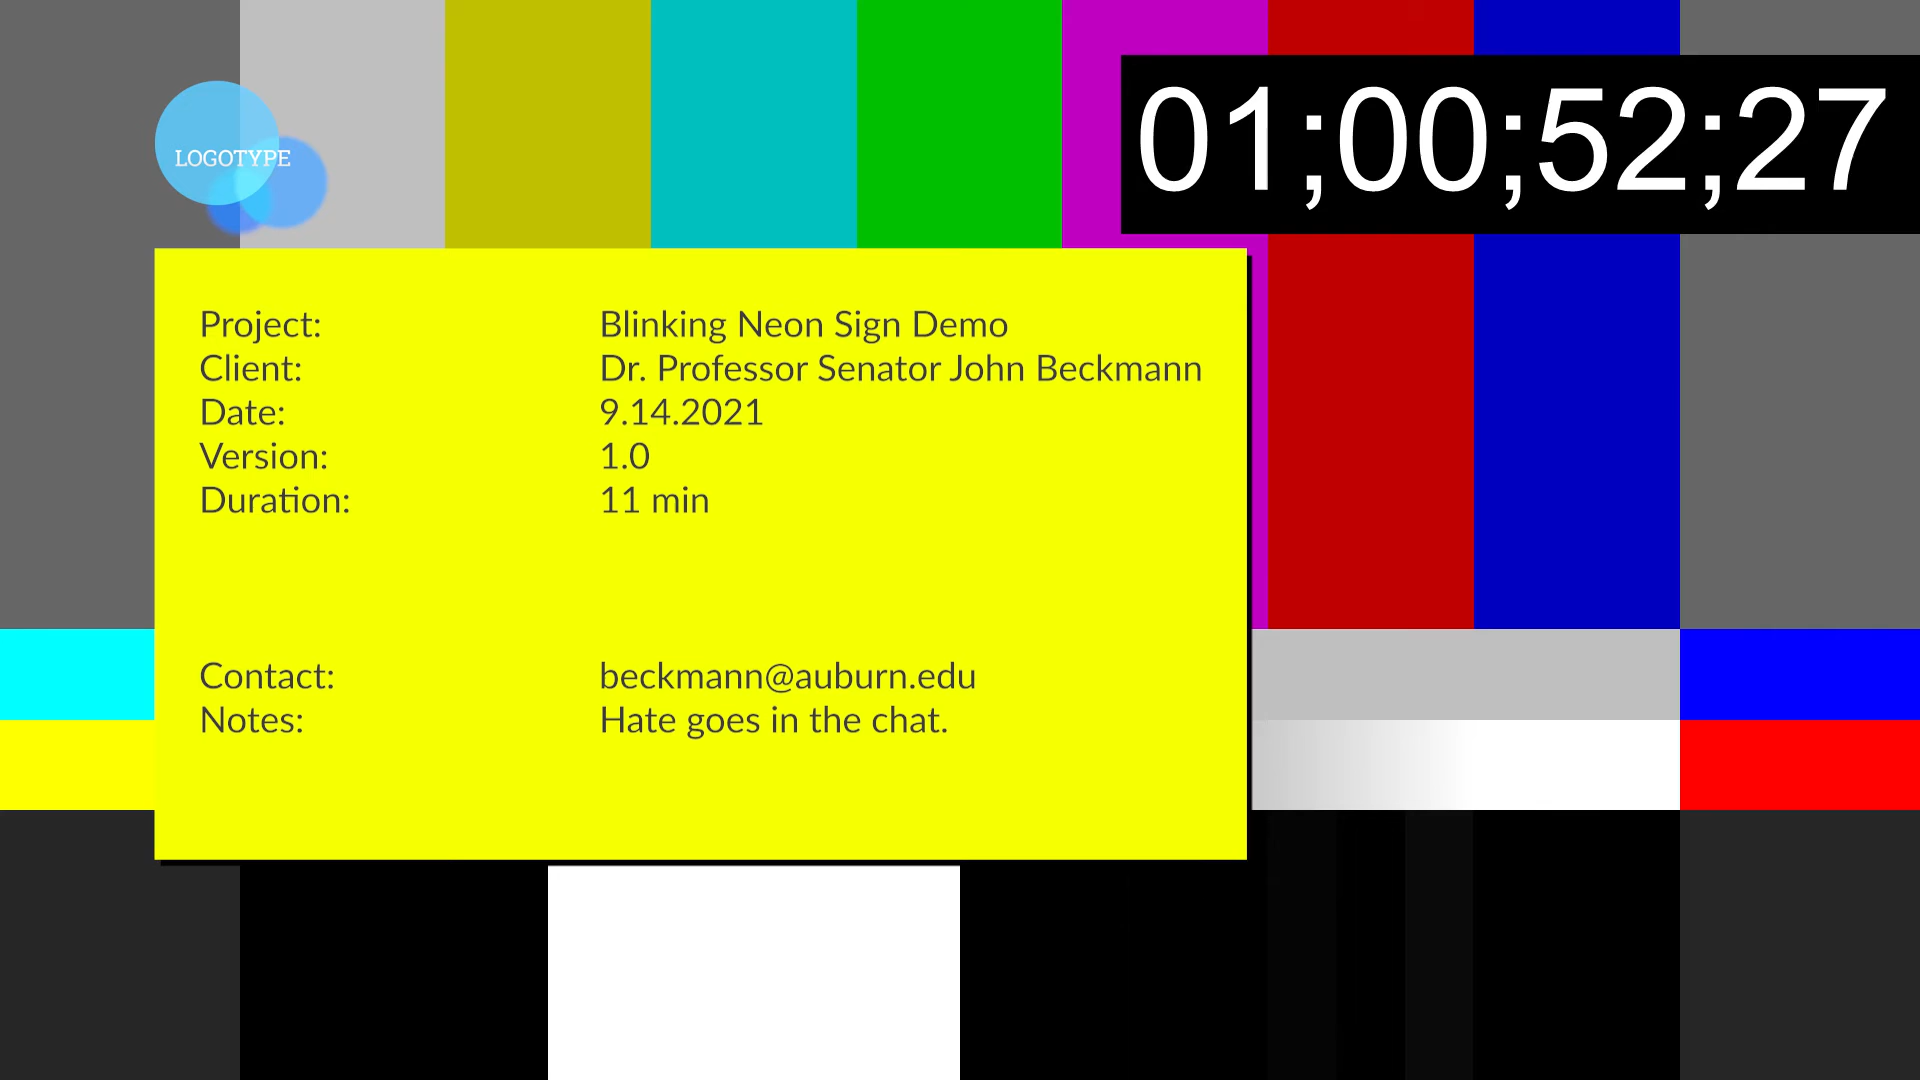 LOGOTYPE
01;00;52;27
Project: Blinking Neon Sign Demo
Client: Dr. Professor Senator John Beckmann
Date: 9.14.2021
Version: 1.0
Duration: 11 min
Contact: beckmann@auburn.edu
Notes: Hate goes in the chat.